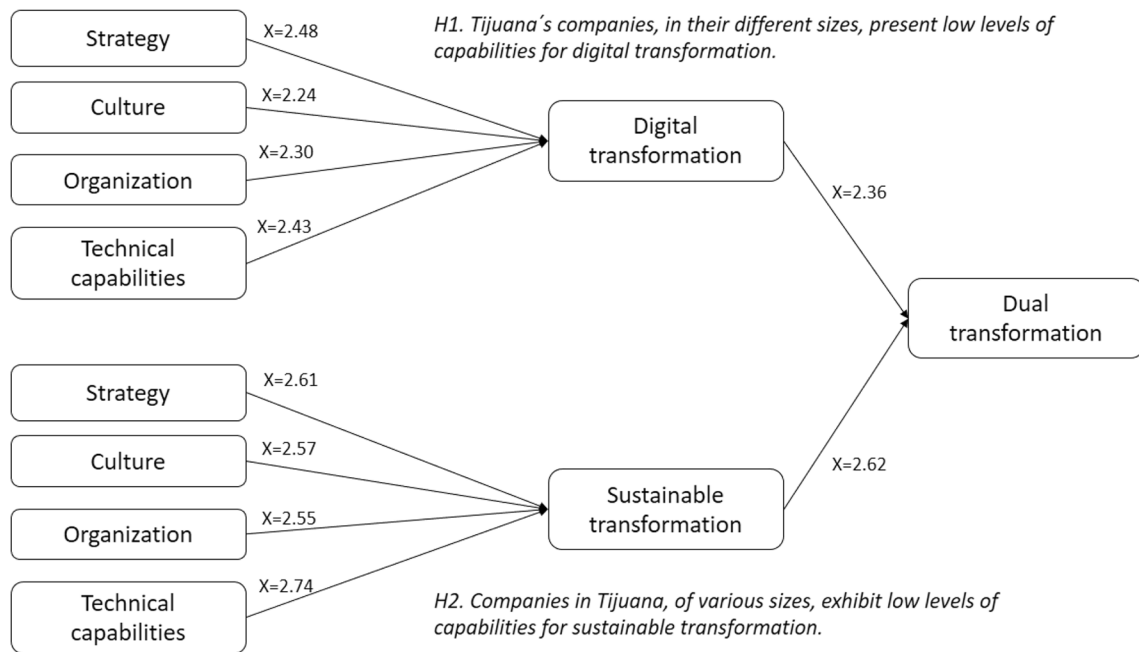 Strategy
X=2.48
H1. Tijuana´s companies, in their different sizes, present low levels of
capabilities for digital transformation.
Culture
X=2.24
Organization
X=2.30
Technical
capabilities
X=2.43
Digital
transformation
X=2.36
Dual
transformation
Strategy
X=2.61
Culture
X=2.57
Organization
X=2.55
Technical
capabilities
X=2.74
Sustainable
transformation
X=2.62
H2. Companies in Tijuana, of various sizes, exhibit low levels of
capabilities for sustainable transformation.